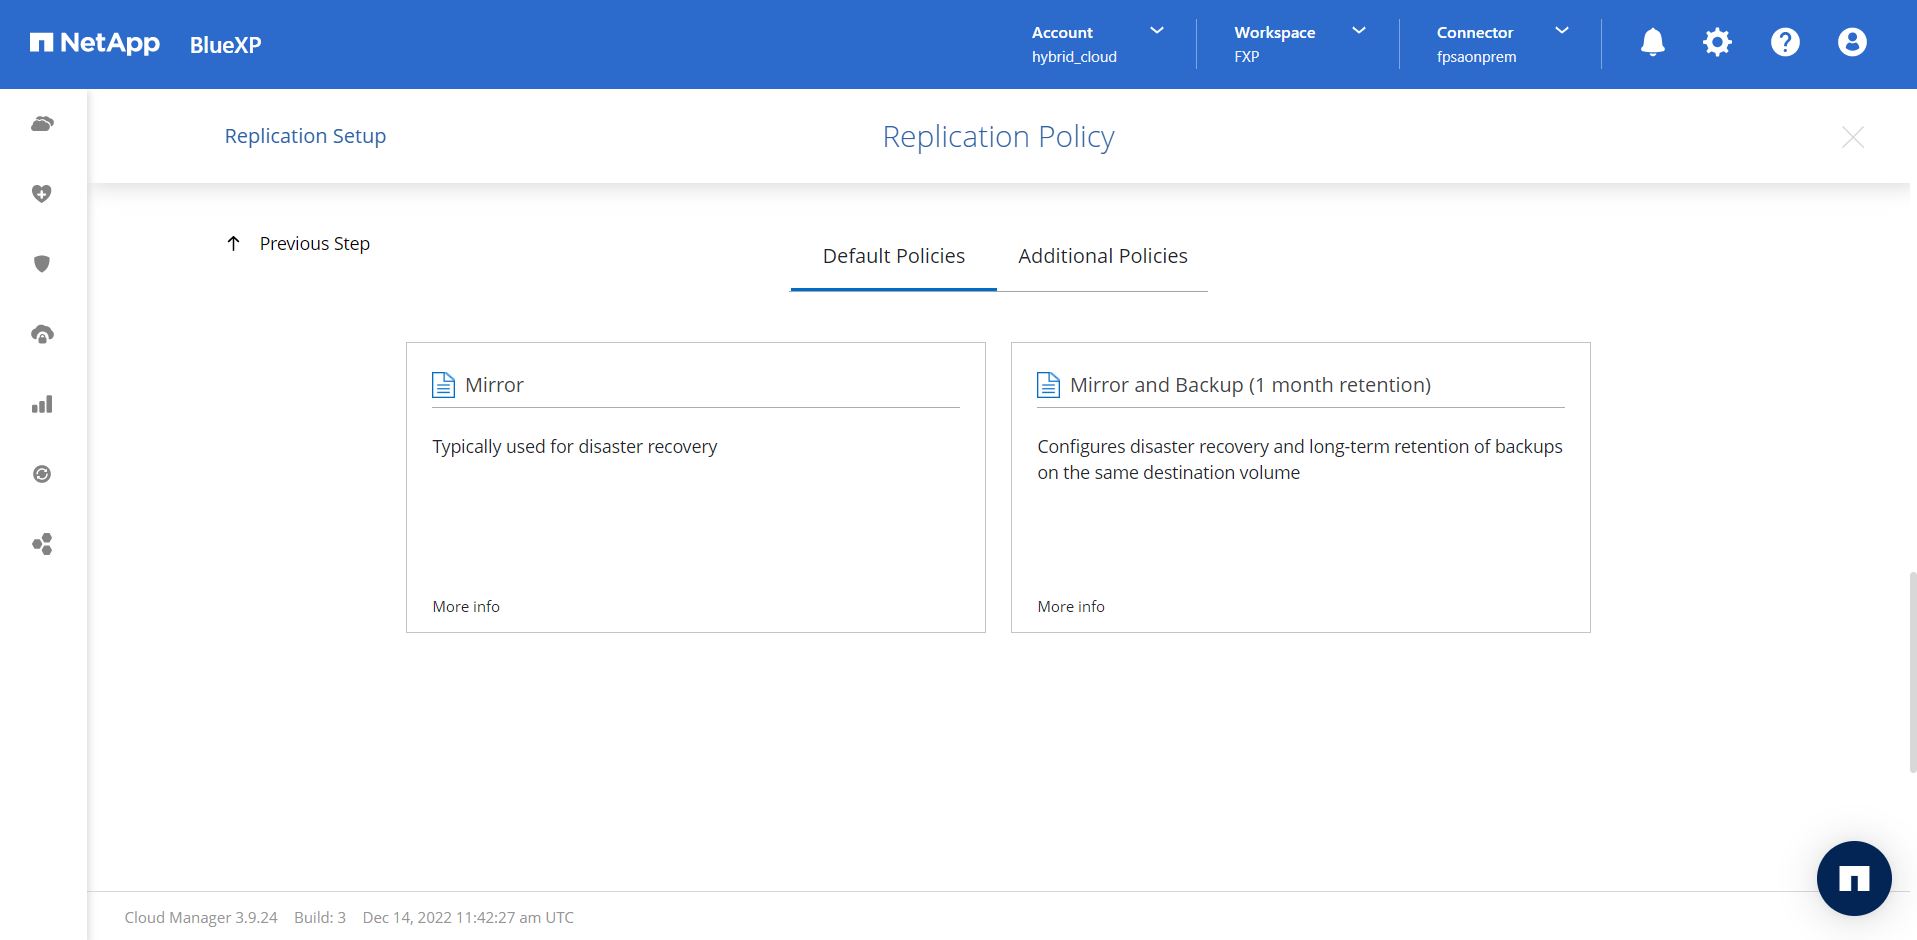 NetApp BlueXP
Account
hybrid_cloud
Workspace
FXP
Connector
fpsaonprem
Replication Setup
Replication Policy
Previous Step
Default Policies
Additional Policies
Mirror
Typically used for disaster recovery
More info
Mirror and Backup (1 month retention)
Configures disaster recovery and long-term retention of backups
on the same destination volume
More info
Cloud Manager 3.9.24 Build: 3 Dec 14, 2022 11:42:27 am UTC